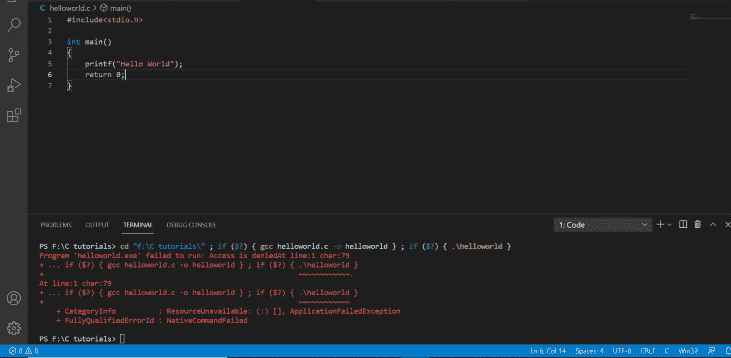 C helloworld.c > main()
1 #include<stdio.h>
2
3 int main()
4 {
5 printf("Hello World");
6 return 0;
7 }
PROBLEMS OUTPUT TERMINAL DEBUG CONSOLE 1: Code
PS F:\C tutorials> cd "f:\C tutorials\" ; if ($?) { gcc helloworld.c -o helloworld } ; if ($?) { .\helloworld }
Program 'helloworld.exe' failed to run: Access is deniedAt line:1 char:79
+ ... if ($?) { gcc helloworld.c -o helloworld } ; if ($?) { .\helloworld }
+ ~~~~~~~~~~~~.
At line:1 char:79
+ ... if ($?) { gcc helloworld.c -o helloworld } ; if ($?) { .\helloworld }
+ ~~~~~~~~~~~~
+ CategoryInfo : ResourceUnavailable: (:) [], ApplicationFailedException
+ FullyQualifiedErrorId : NativeCommandFailed
PS F:\C tutorials>
0 0 Ln 6, Col 14 Spaces: 4 UTF-8 CRLF C Win32